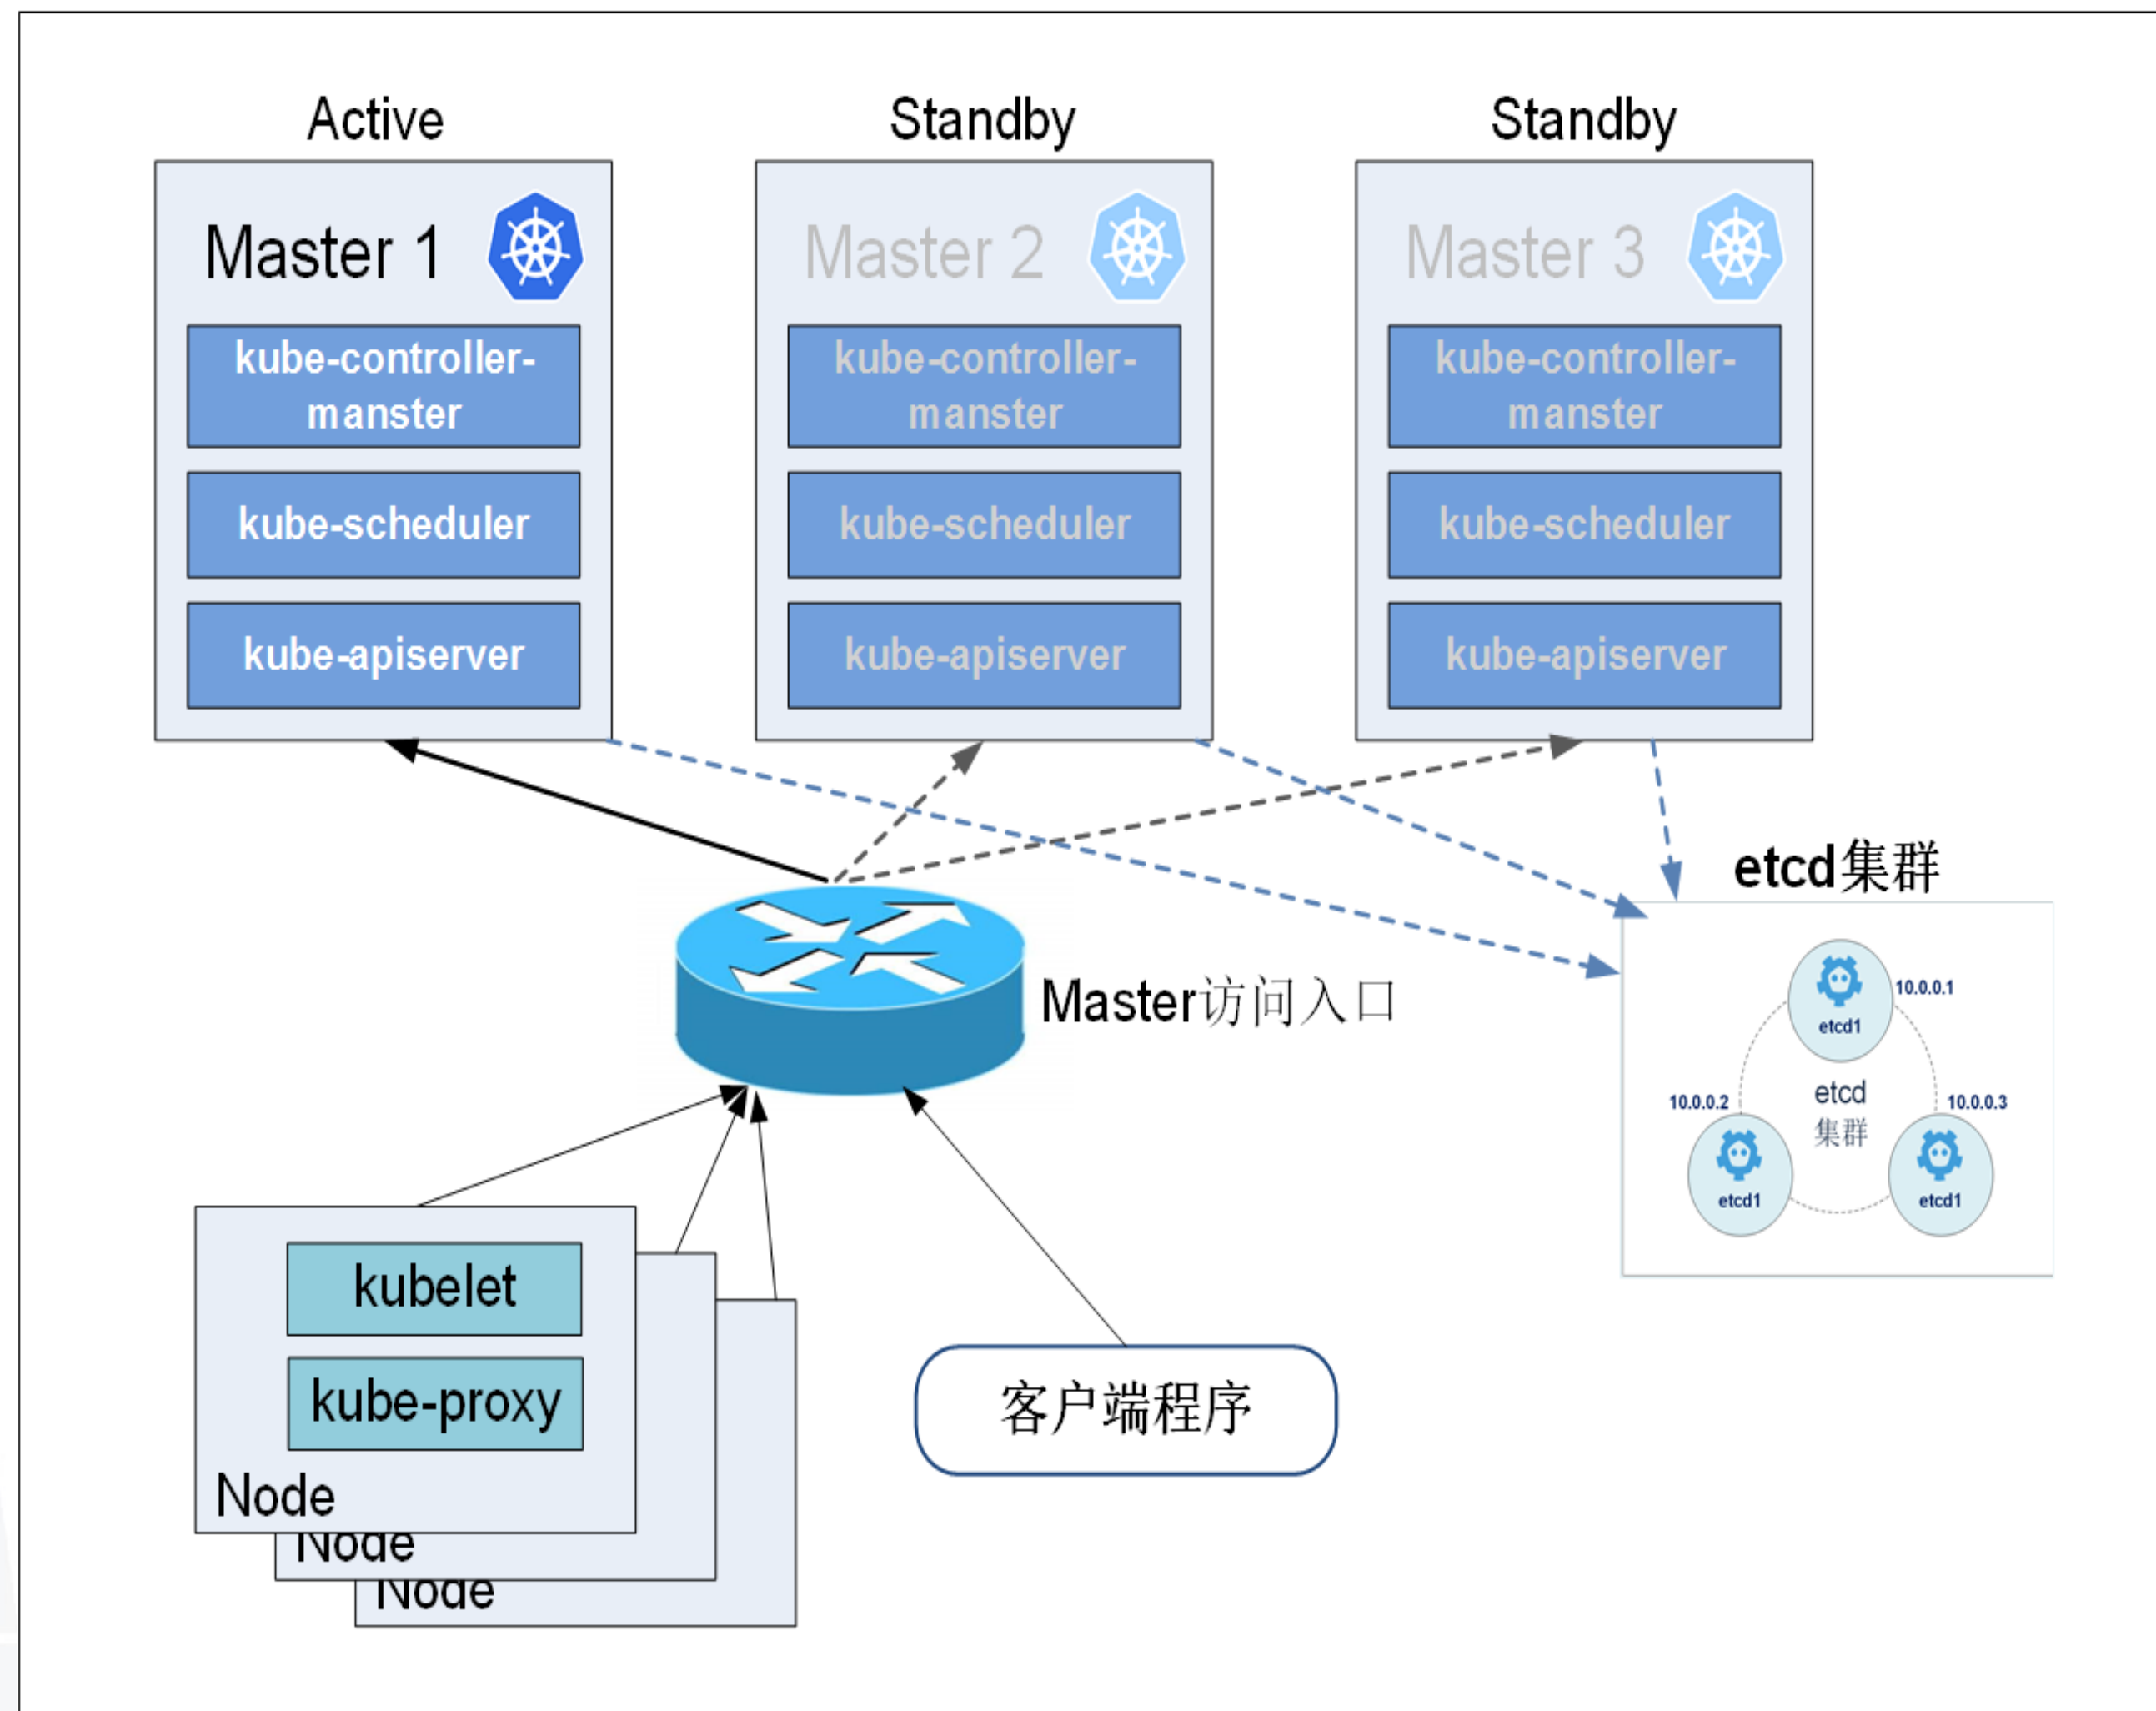 Active
Standby
Standby
Master 1
Master 2
Master 3
kube-controller-
manster
kube-controller-
manster
kube-controller-
manster
kube-scheduler
kube-scheduler
kube-scheduler
kube-apiserver
kube-apiserver
kube-apiserver
etcd集群
Master访问入口
10.0.0.1
etcd1
10.0.0.2
etcd
集群
10.0.0.3
etcd1
etcd1
kubelet
kube-proxy
Node
Node
Node
客户端程序